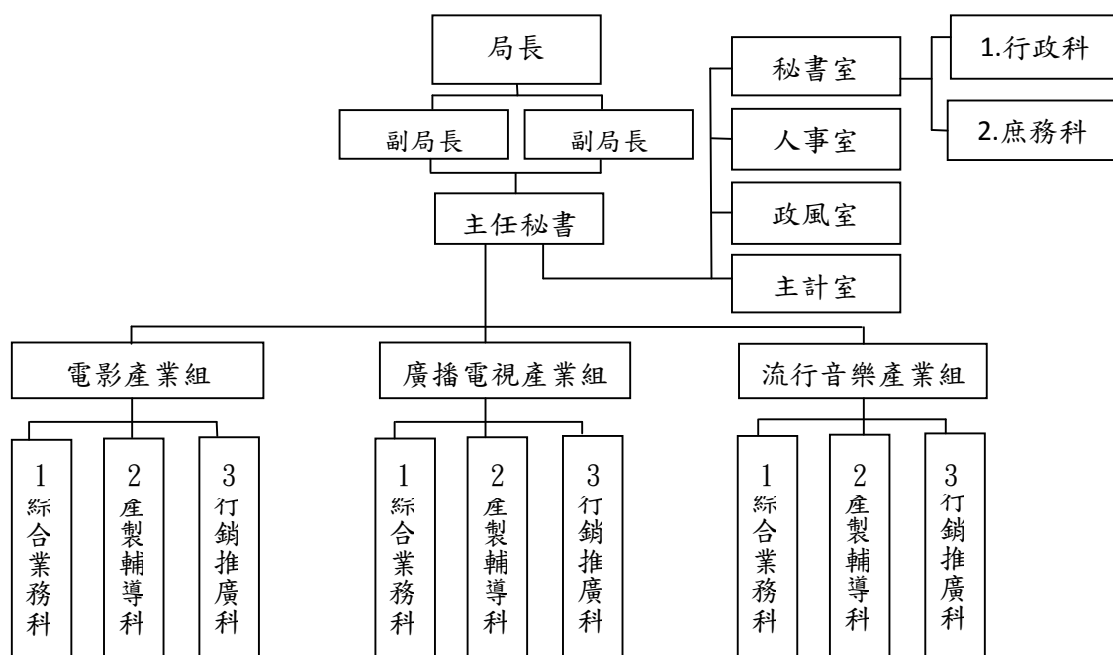 局長
副局長
副局長
主任秘書
秘書室
1.行政科
2.庶務科
人事室
政風室
主計室
電影產業組
1
綜合業務科
2
產製輔導科
3
行銷推廣科
廣播電視產業組
1
綜合業務科
2
產製輔導科
3
行銷推廣科
流行音樂產業組
1
綜合業務科
2
產製輔導科
3
行銷推廣科